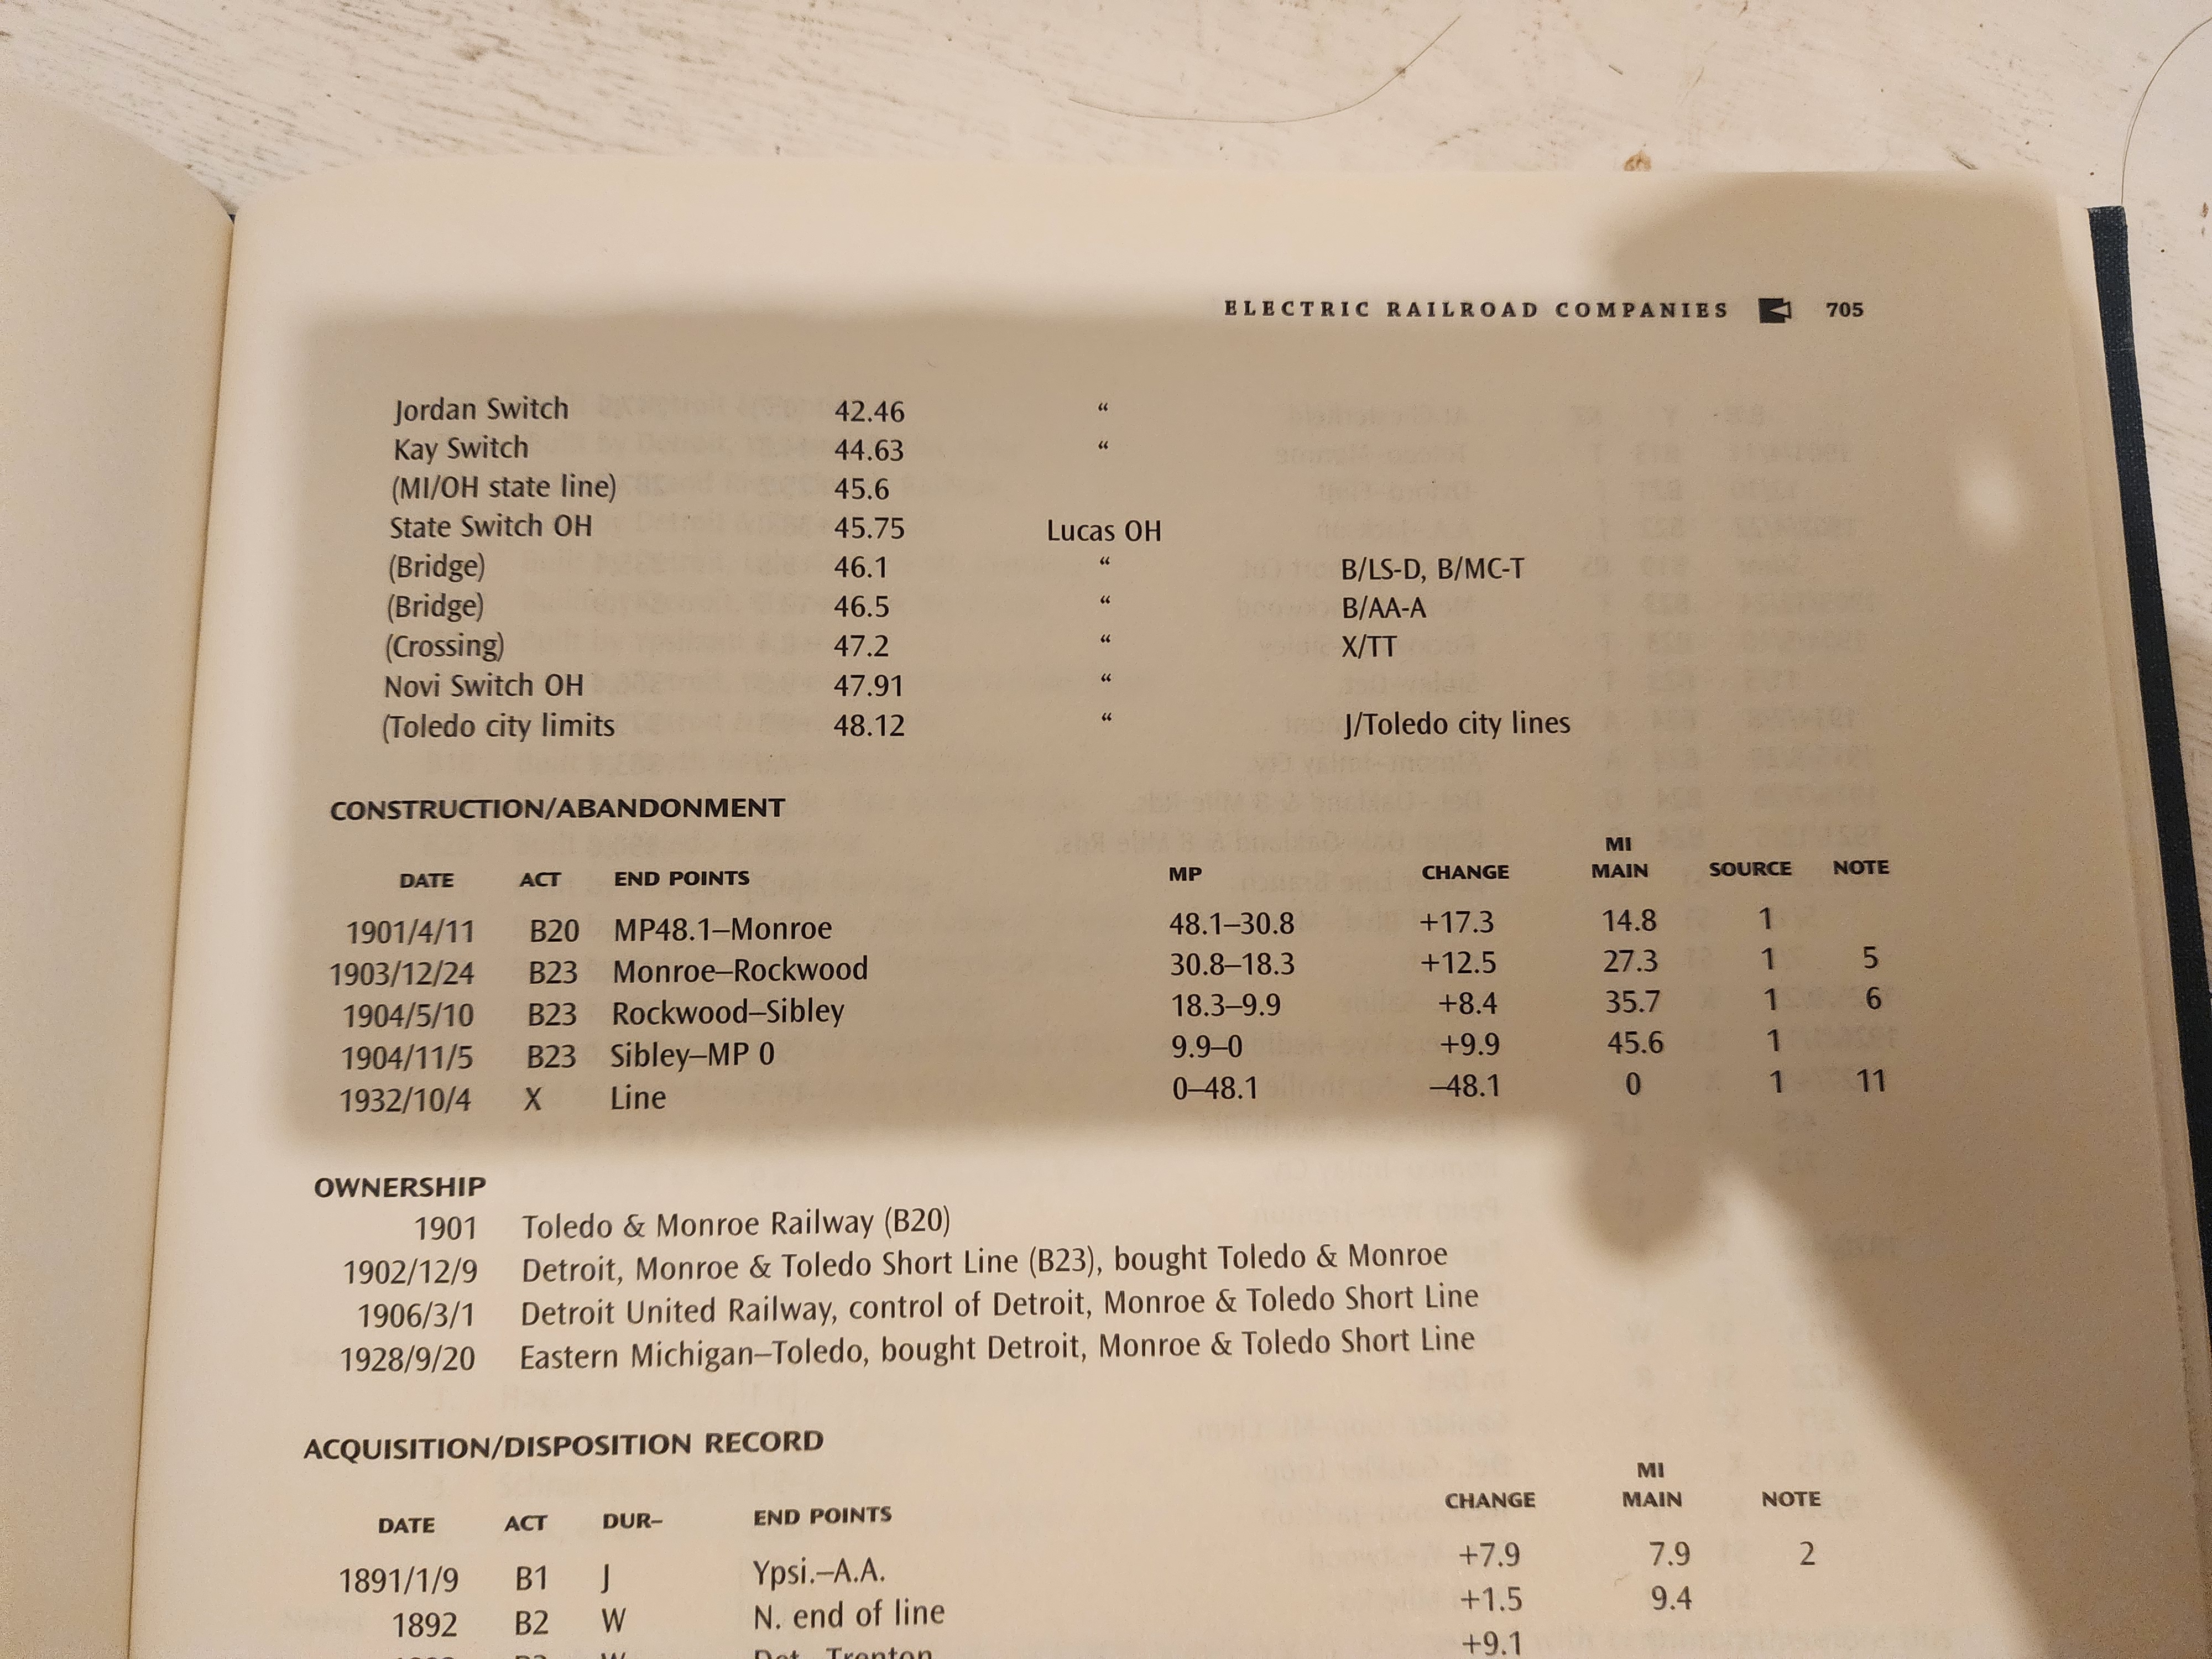 ELECTRIC RAILROAD COMPANIES 705
Jordan Switch 42.46 “
Kay Switch 44.63 “
(MI/OH state line) 45.6
State Switch OH 45.75 Lucas OH
(Bridge) 46.1 “ B/LS-D, B/MC-T
(Bridge) 46.5 “ B/AA-A
(Crossing) 47.2 “ X/TT
Novi Switch OH 47.91 “
(Toledo city limits 48.12 “ J/Toledo city lines
CONSTRUCTION/ABANDONMENT
MI
DATE ACT END POINTS MP CHANGE MAIN SOURCE NOTE
1901/4/11 B20 MP48.1–Monroe 48.1–30.8 +17.3 14.8 1
1903/12/24 B23 Monroe–Rockwood 30.8–18.3 +12.5 27.3 1 5
1904/5/10 B23 Rockwood–Sibley 18.3–9.9 +8.4 35.7 1 6
1904/11/5 B23 Sibley–MP 0 9.9–0 +9.9 45.6 1
1932/10/4 X Line 0–48.1 –48.1 0 1 11
OWNERSHIP
1901 Toledo & Monroe Railway (B20)
1902/12/9 Detroit, Monroe & Toledo Short Line (B23), bought Toledo & Monroe
1906/3/1 Detroit United Railway, control of Detroit, Monroe & Toledo Short Line
1928/9/20 Eastern Michigan–Toledo, bought Detroit, Monroe & Toledo Short Line
ACQUISITION/DISPOSITION RECORD
MI
DATE ACT DUR– END POINTS CHANGE MAIN NOTE
1891/1/9 B1 J Ypsi.–A.A. +7.9 7.9 2
1892 B2 W N. end of line +1.5 9.4
Det.–Trenton +9.1